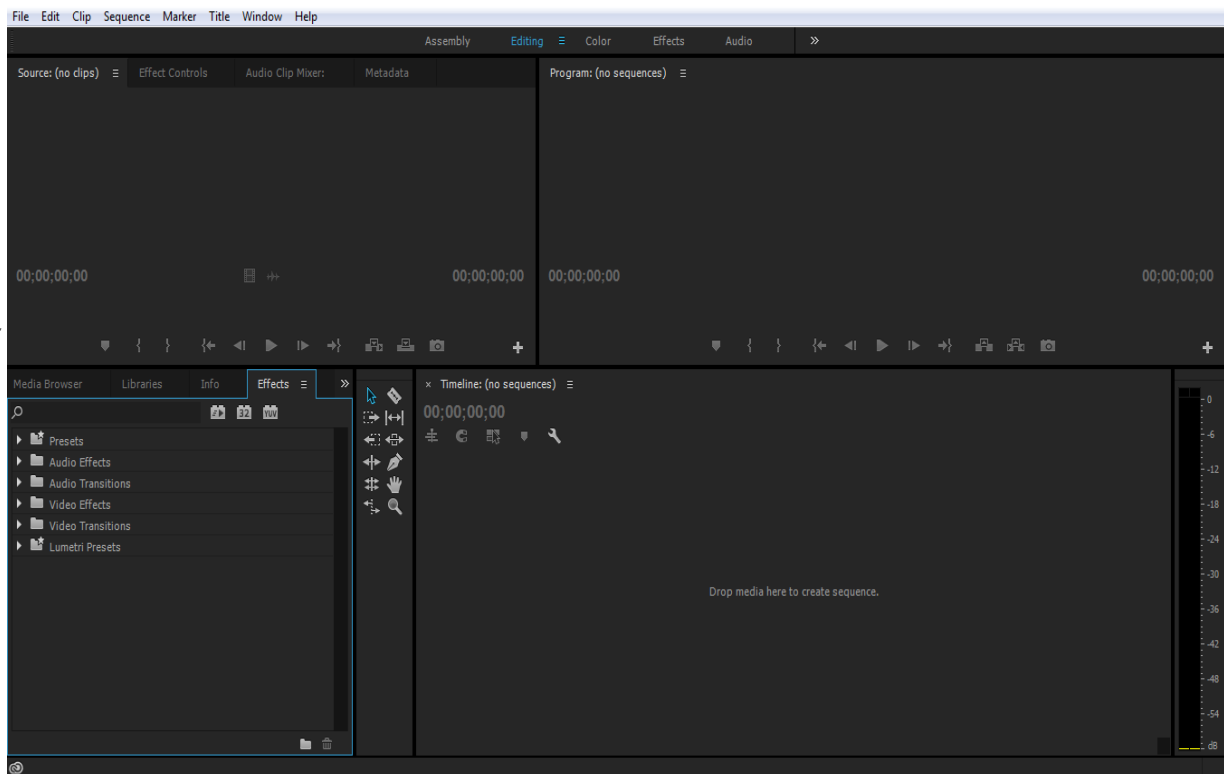 File Edit Clip Sequence Marker Title Window Help
Assembly Editing Color Effects Audio
Source: (no clips) Effect Controls Audio Clip Mixer: Metadata
Program: (no sequences)
00;00;00;00 00;00;00;00
00;00;00;00 00;00;00;00
Media Browser Libraries Info Effects
32 YUV
Presets
Audio Effects
Audio Transitions
Video Effects
Video Transitions
Lumetri Presets
× Timeline: (no sequences)
00;00;00;00
Drop media here to create sequence.
0
-6
-12
-18
-24
-30
-36
-42
-48
-54
dB